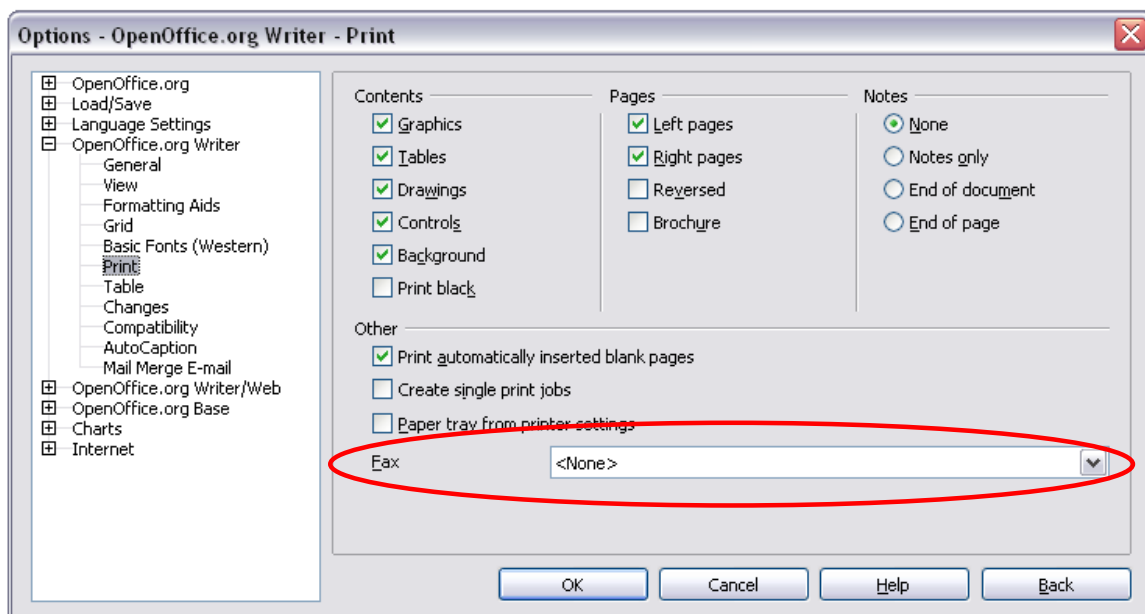 Options - OpenOffice.org Writer - Print
OpenOffice.org
Load/Save
Language Settings
OpenOffice.org Writer
General
View
Formatting Aids
Grid
Basic Fonts (Western)
Print
Table
Changes
Compatibility
AutoCaption
Mail Merge E-mail
OpenOffice.org Writer/Web
OpenOffice.org Base
Charts
Internet
Contents
Graphics
Tables
Drawings
Controls
Background
Print black
Pages
Left pages
Right pages
Reversed
Brochure
Notes
None
Notes only
End of document
End of page
Other
Print automatically inserted blank pages
Create single print jobs
Paper tray from printer settings
Fax <None>
OK Cancel Help Back